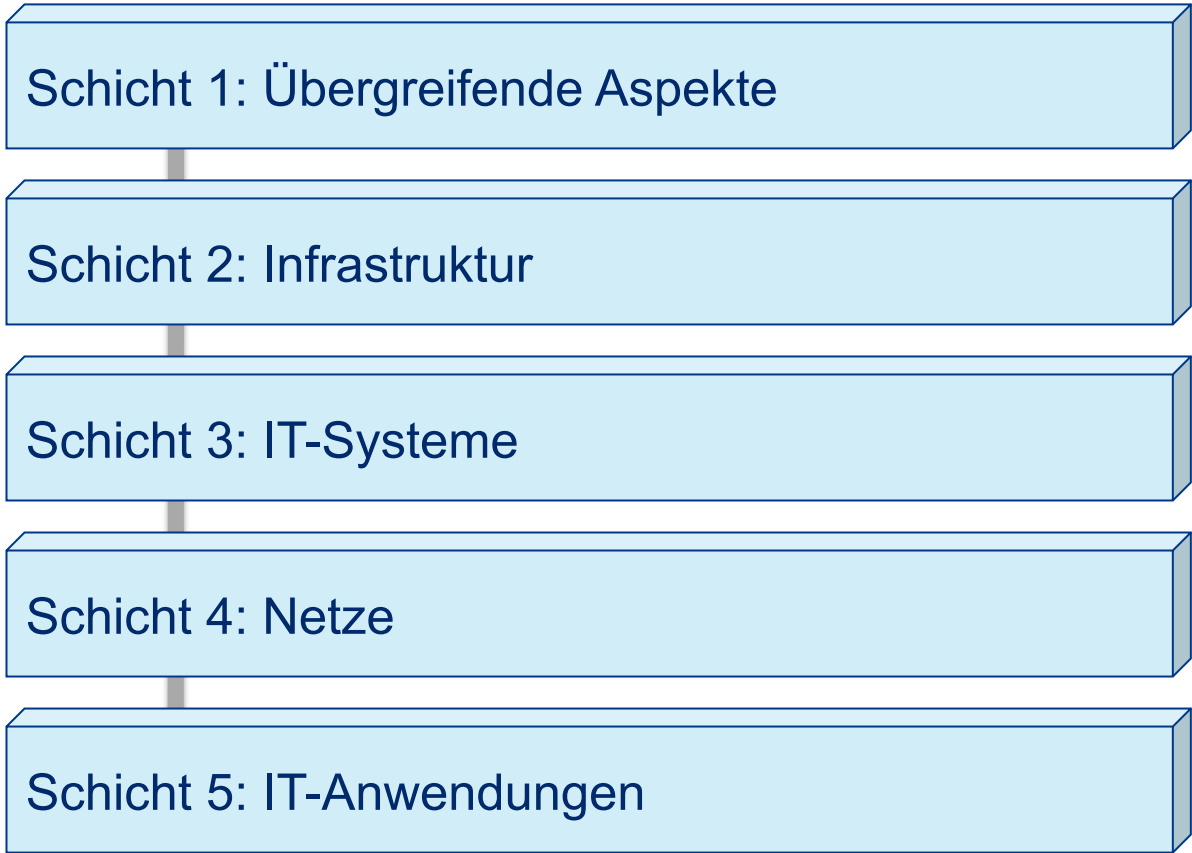 Schicht 1: Übergreifende Aspekte
Schicht 2: Infrastruktur
Schicht 3: IT-Systeme
Schicht 4: Netze
Schicht 5: IT-Anwendungen